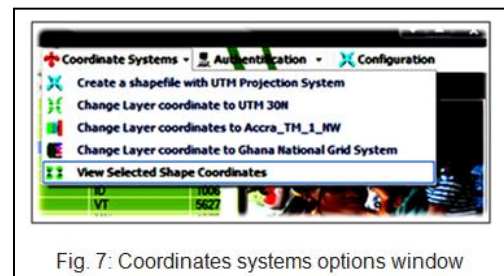 Coordinate Systems Authentication Configuration
Create a shapefile with UTM Projection System
Change Layer coordinate to UTM 30N
Change Layer coordinates to Accra_TM_1_NW
Change Layer coordinate to Ghana National Grid System
View Selected Shape Coordinates
ID 1006
VT 5627
Fig. 7: Coordinates systems options window